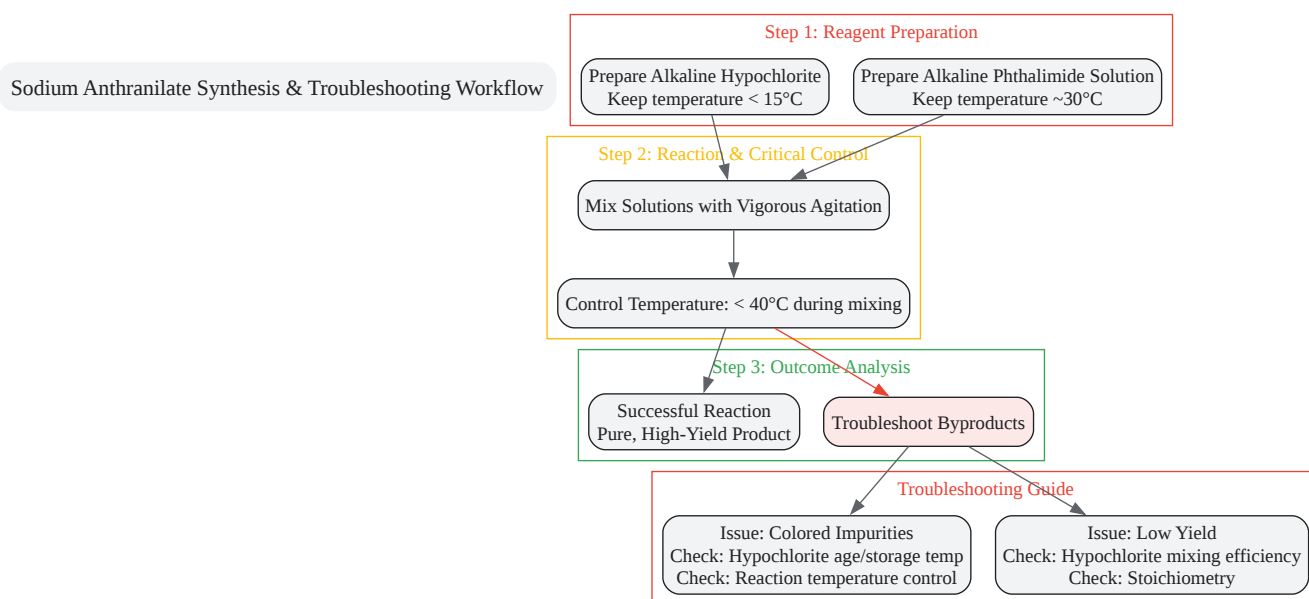 Sodium Anthranilate Synthesis & Troubleshooting Workflow
Step 1: Reagent Preparation
Prepare Alkaline Hypochlorite
Keep temperature < 15°C
Prepare Alkaline Phthalimide Solution
Keep temperature ~30°C
Step 2: Reaction & Critical Control
Mix Solutions with Vigorous Agitation
Control Temperature: < 40°C during mixing
Step 3: Outcome Analysis
Successful Reaction
Pure, High-Yield Product
Troubleshoot Byproducts
Troubleshooting Guide
Issue: Colored Impurities
Check: Hypochlorite age/storage temp
Check: Reaction temperature control
Issue: Low Yield
Check: Hypochlorite mixing efficiency
Check: Stoichiometry